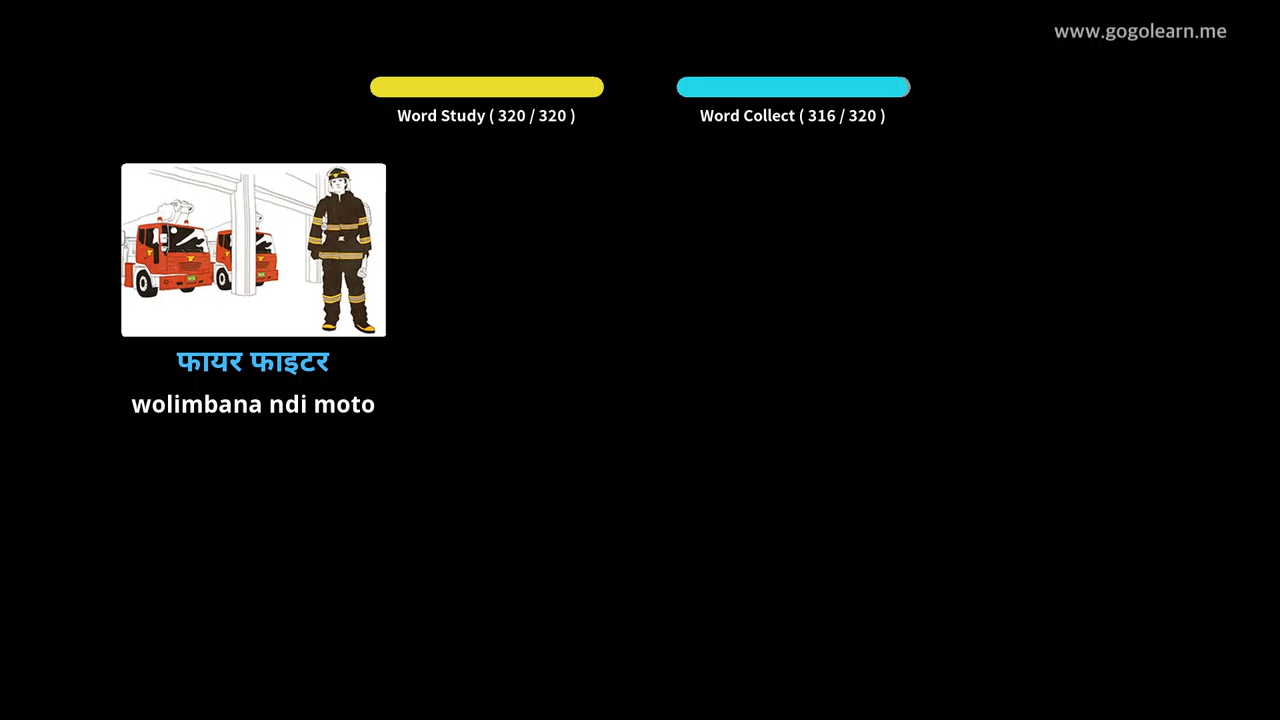 www.gogolearn.me
Word Study ( 320 / 320 )
Word Collect ( 316 / 320 )
फायर फाइटर
wolimbana ndi moto